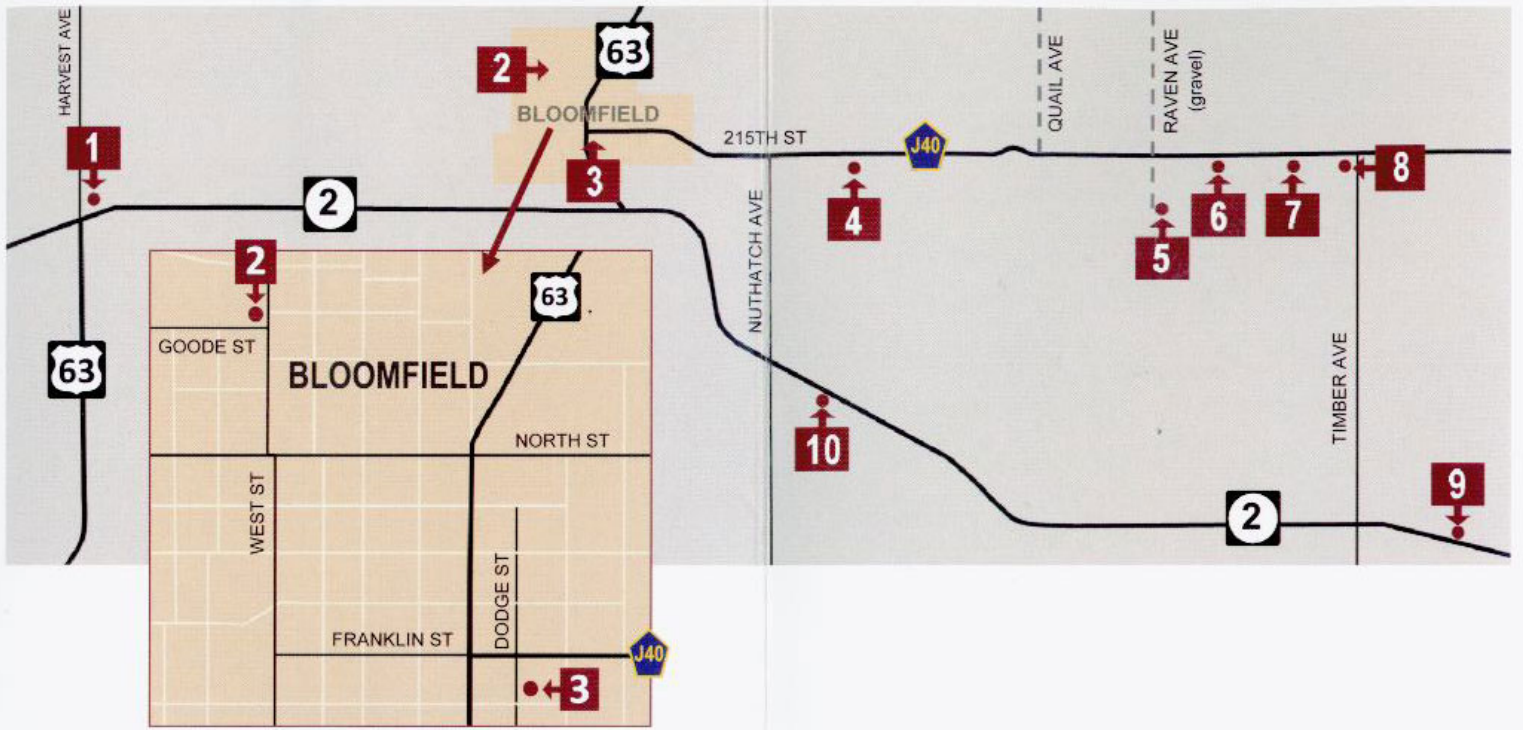 HARVEST AVE
63
2
BLOOMFIELD
3
215TH ST
J40
QUAIL AVE
RAVEN AVE
(gravel)
1
2
4
5
6
7
8
NUTHATCH AVE
63
10
TIMBER AVE
2
9
2
63
GOODE ST
BLOOMFIELD
NORTH ST
WEST ST
DODGE ST
FRANKLIN ST
J40
3